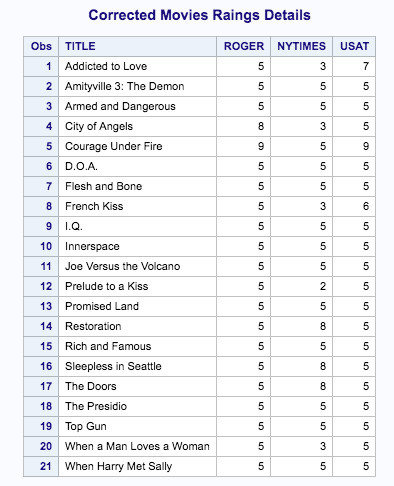 Corrected Movies Raings Details
Obs TITLE ROGER NYTIMES USAT
1 Addicted to Love 5 3 7
2 Amityville 3: The Demon 5 5 5
3 Armed and Dangerous 5 5 5
4 City of Angels 8 3 5
5 Courage Under Fire 9 5 9
6 D.O.A. 5 5 5
7 Flesh and Bone 5 5 5
8 French Kiss 5 3 6
9 I.Q. 5 5 5
10 Innerspace 5 5 5
11 Joe Versus the Volcano 5 5 5
12 Prelude to a Kiss 5 2 5
13 Promised Land 5 5 5
14 Restoration 5 8 5
15 Rich and Famous 5 5 5
16 Sleepless in Seattle 5 8 5
17 The Doors 5 8 5
18 The Presidio 5 5 5
19 Top Gun 5 5 5
20 When a Man Loves a Woman 5 3 5
21 When Harry Met Sally 5 5 5